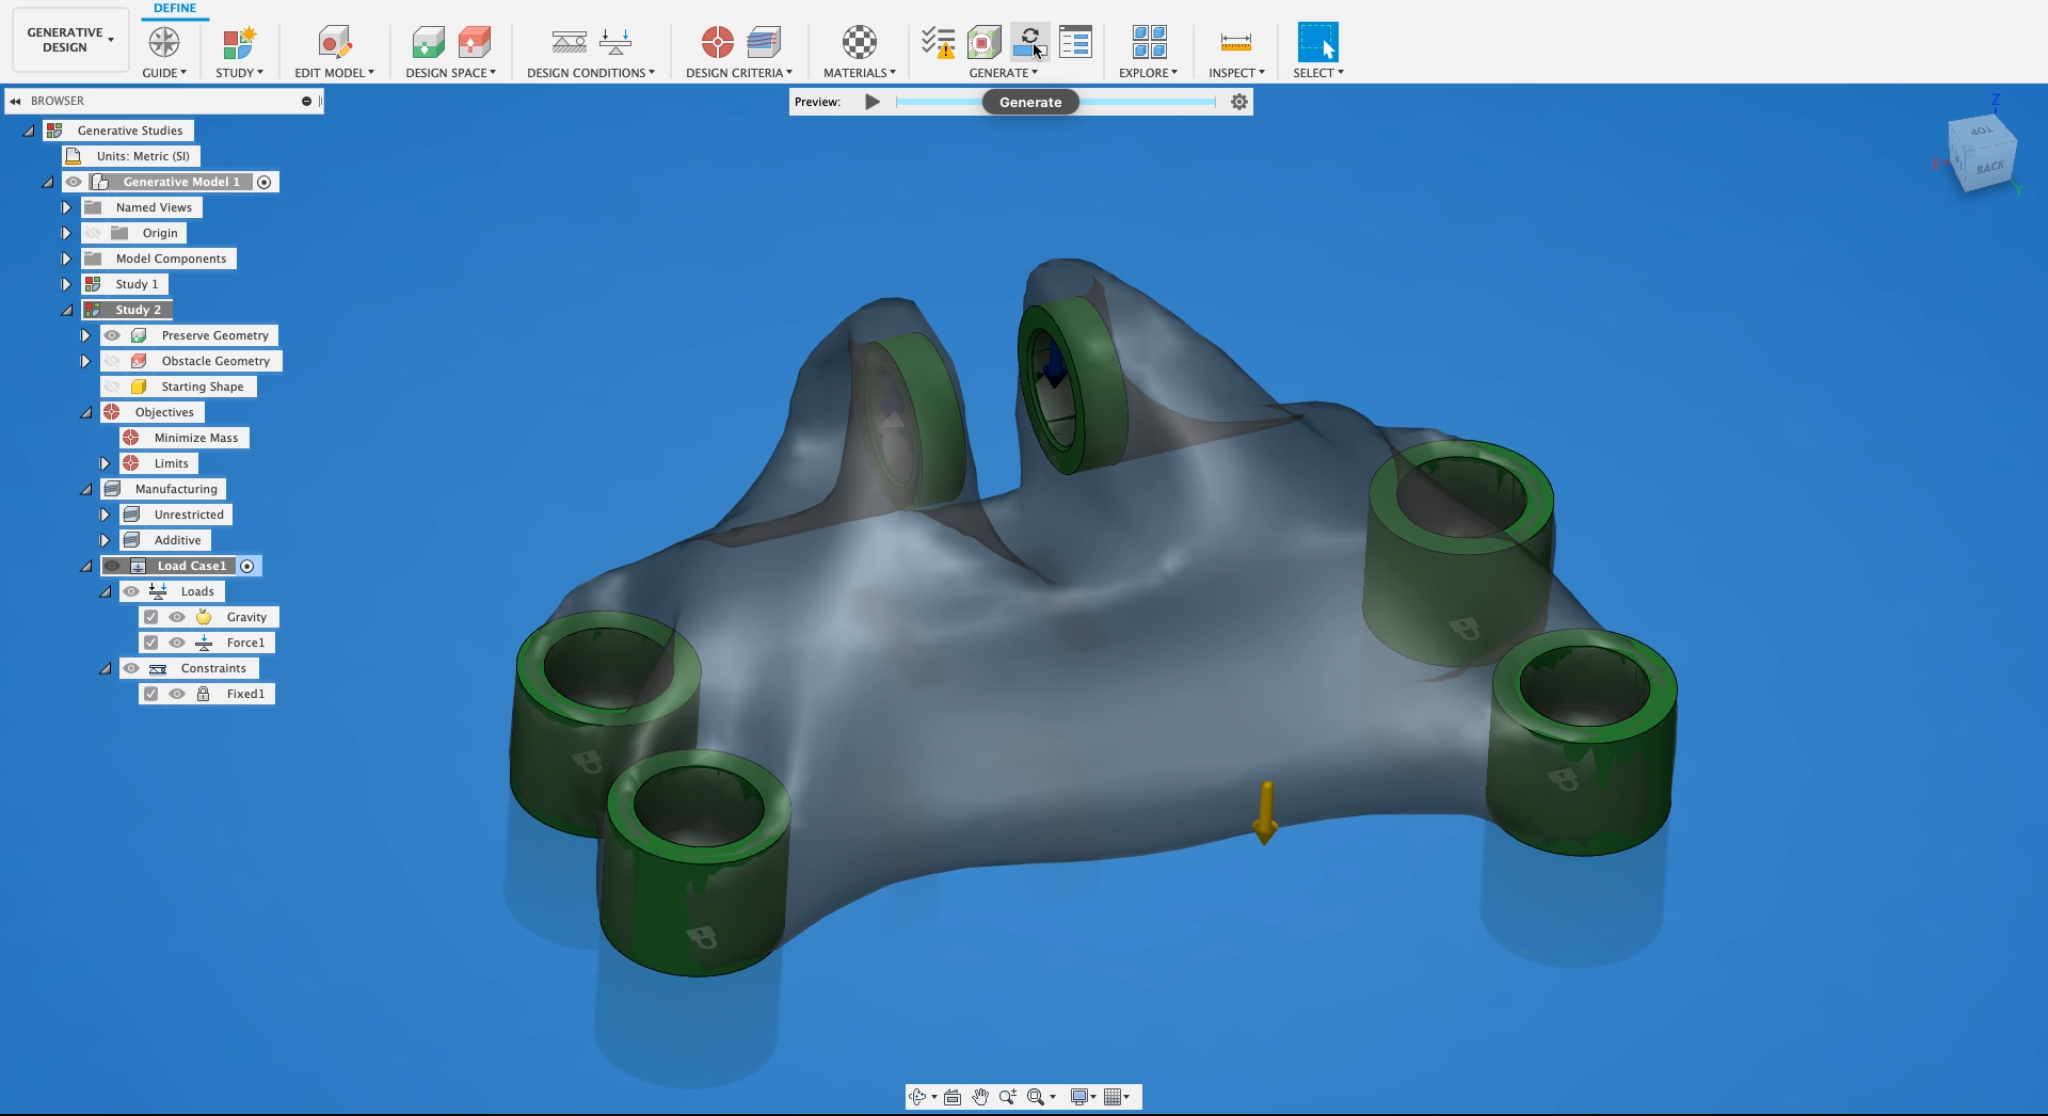 DEFINE
GENERATIVE
DESIGN
GUIDE
STUDY
EDIT MODEL
DESIGN SPACE
DESIGN CONDITIONS
DESIGN CRITERIA
MATERIALS
GENERATE
EXPLORE
INSPECT
SELECT
BROWSER
Preview:
Generate
Generative Studies
Units: Metric (SI)
Generative Model 1
Named Views
Origin
Model Components
Study 1
Study 2
Preserve Geometry
Obstacle Geometry
Starting Shape
Objectives
Minimize Mass
Limits
Manufacturing
Unrestricted
Additive
Load Case1
Loads
Gravity
Force1
Constraints
Fixed1
Z
TOP
BACK
X
Y